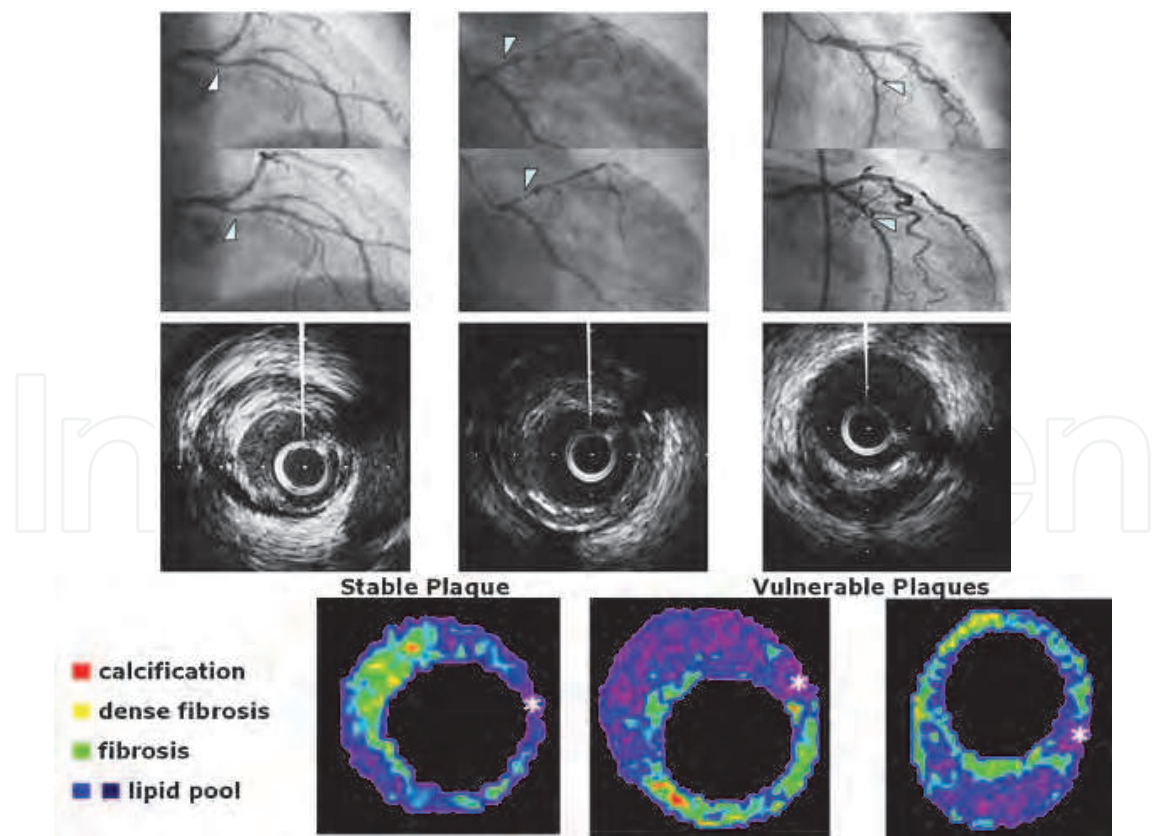 Stable Plaque
Vulnerable Plaques
calcification
dense fibrosis
fibrosis
lipid pool